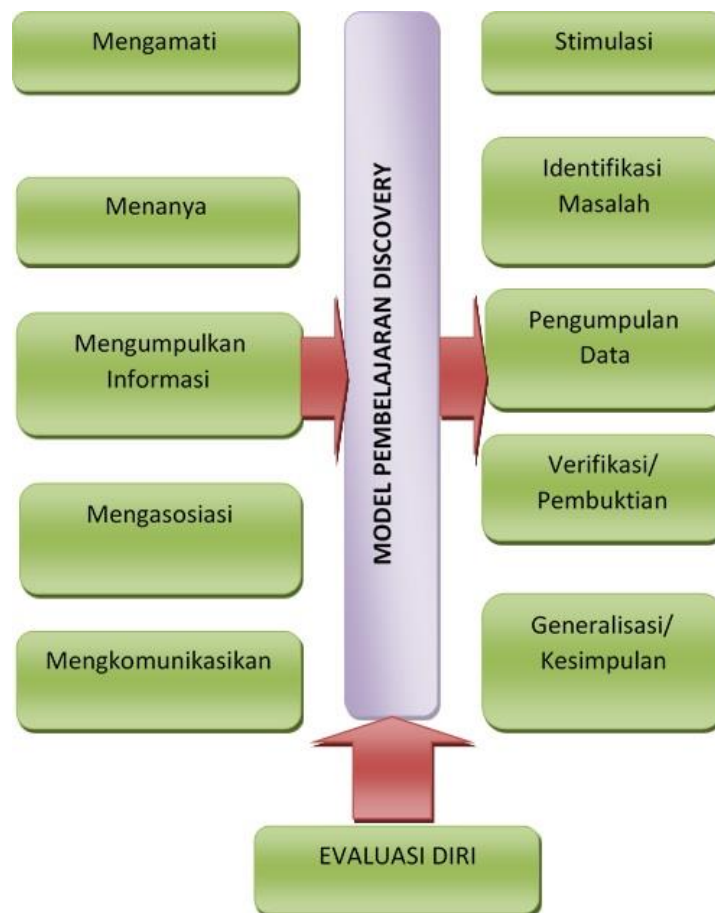 Mengamati
Menanya
Mengumpulkan
Informasi
Mengasosiasi
Mengkomunikasikan
MODEL PEMBELAJARAN DISCOVERY
Stimulasi
Identifikasi
Masalah
Pengumpulan
Data
Verifikasi/
Pembuktian
Generalisasi/
Kesimpulan
EVALUASI DIRI